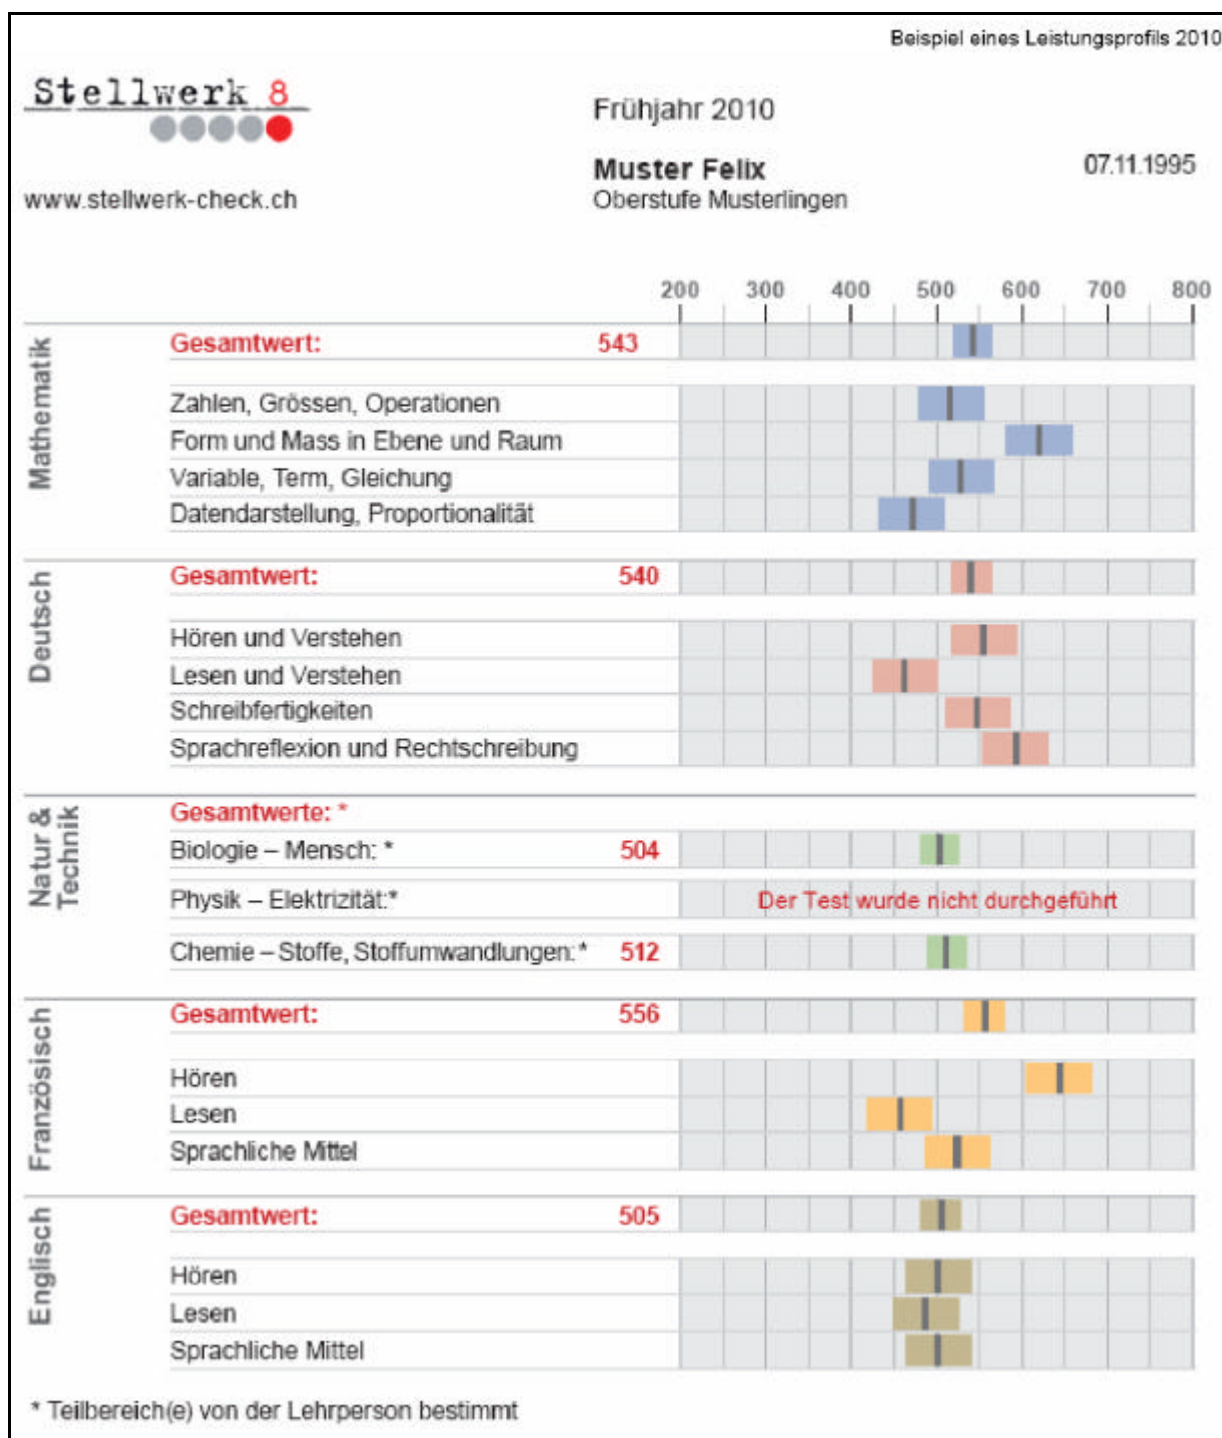 Beispiel eines Leistungsprofils 2010
Stellwerk 8
Frühjahr 2010
Muster Felix 07.11.1995
www.stellwerk-check.ch Oberstufe Musterlingen
200 300 400 500 600 700 800
Mathematik
Gesamtwert: 543
Zahlen, Grössen, Operationen
Form und Mass in Ebene und Raum
Variable, Term, Gleichung
Datendarstellung, Proportionalität
Deutsch
Gesamtwert: 540
Hören und Verstehen
Lesen und Verstehen
Schreibfertigkeiten
Sprachreflexion und Rechtschreibung
Natur &
Technik
Gesamtwerte: *
Biologie – Mensch: * 504
Physik – Elektrizität:* Der Test wurde nicht durchgeführt
Chemie – Stoffe, Stoffumwandlungen: * 512
Französisch
Gesamtwert: 556
Hören
Lesen
Sprachliche Mittel
Englisch
Gesamtwert: 505
Hören
Lesen
Sprachliche Mittel
* Teilbereich(e) von der Lehrperson bestimmt